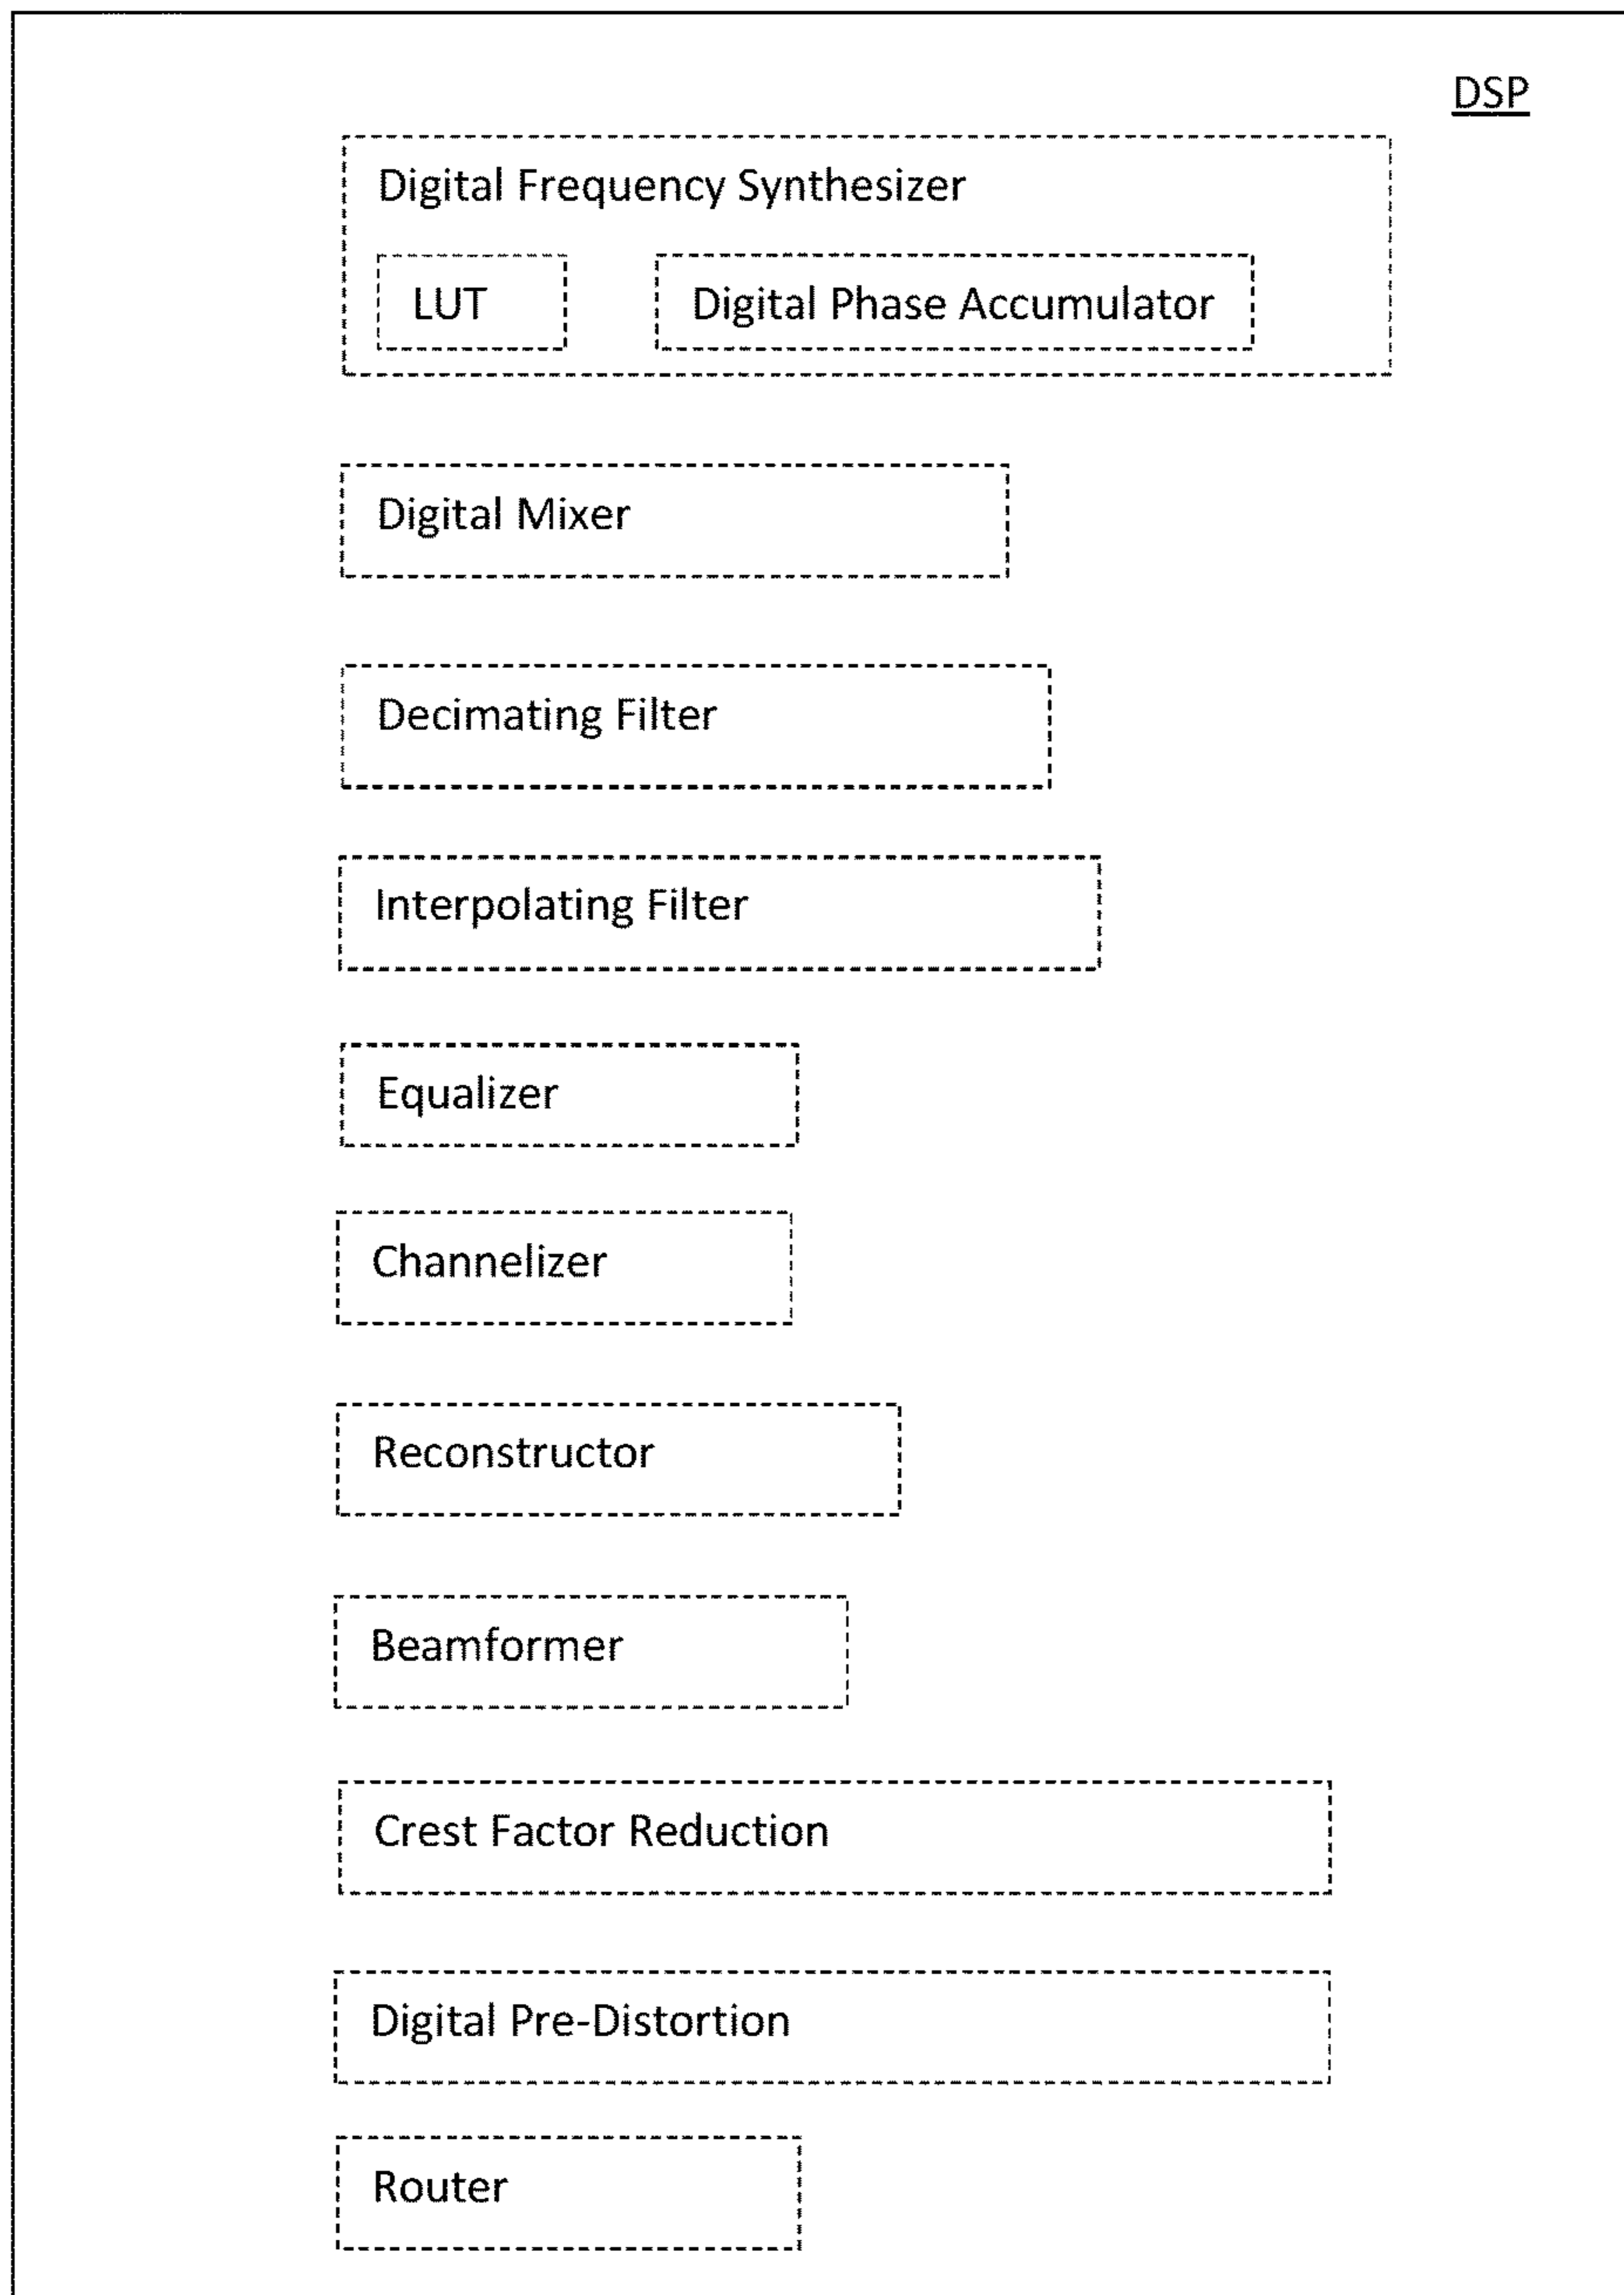 DSP
Digital Frequency Synthesizer
LUT
Digital Phase Accumulator
Digital Mixer
Decimating Filter
Interpolating Filter
Equalizer
Channelizer
Reconstructor
Beamformer
Crest Factor Reduction
Digital Pre-Distortion
Router